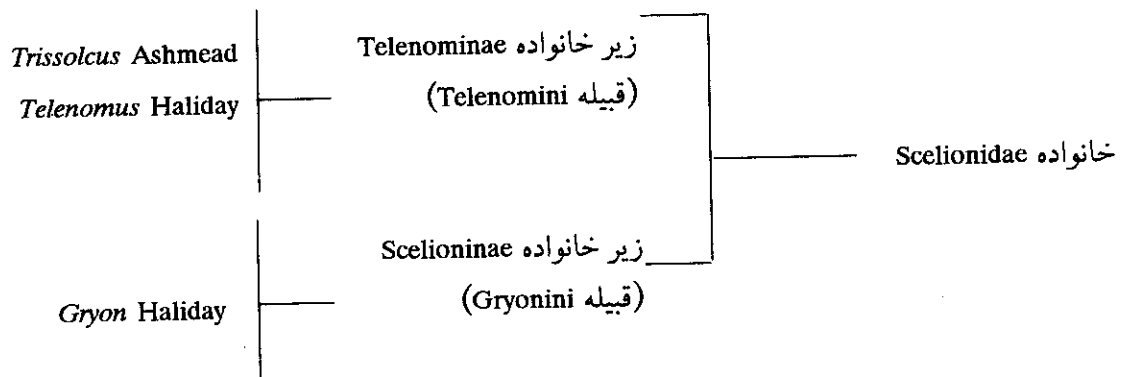 خانواده Scelionidae
زیر خانواده Telenominae
(قبیله Telenomini)
Trissolcus Ashmead
Telenomus Haliday
زیر خانواده Scelioninae
(قبیله Gryonini)
Gryon Haliday